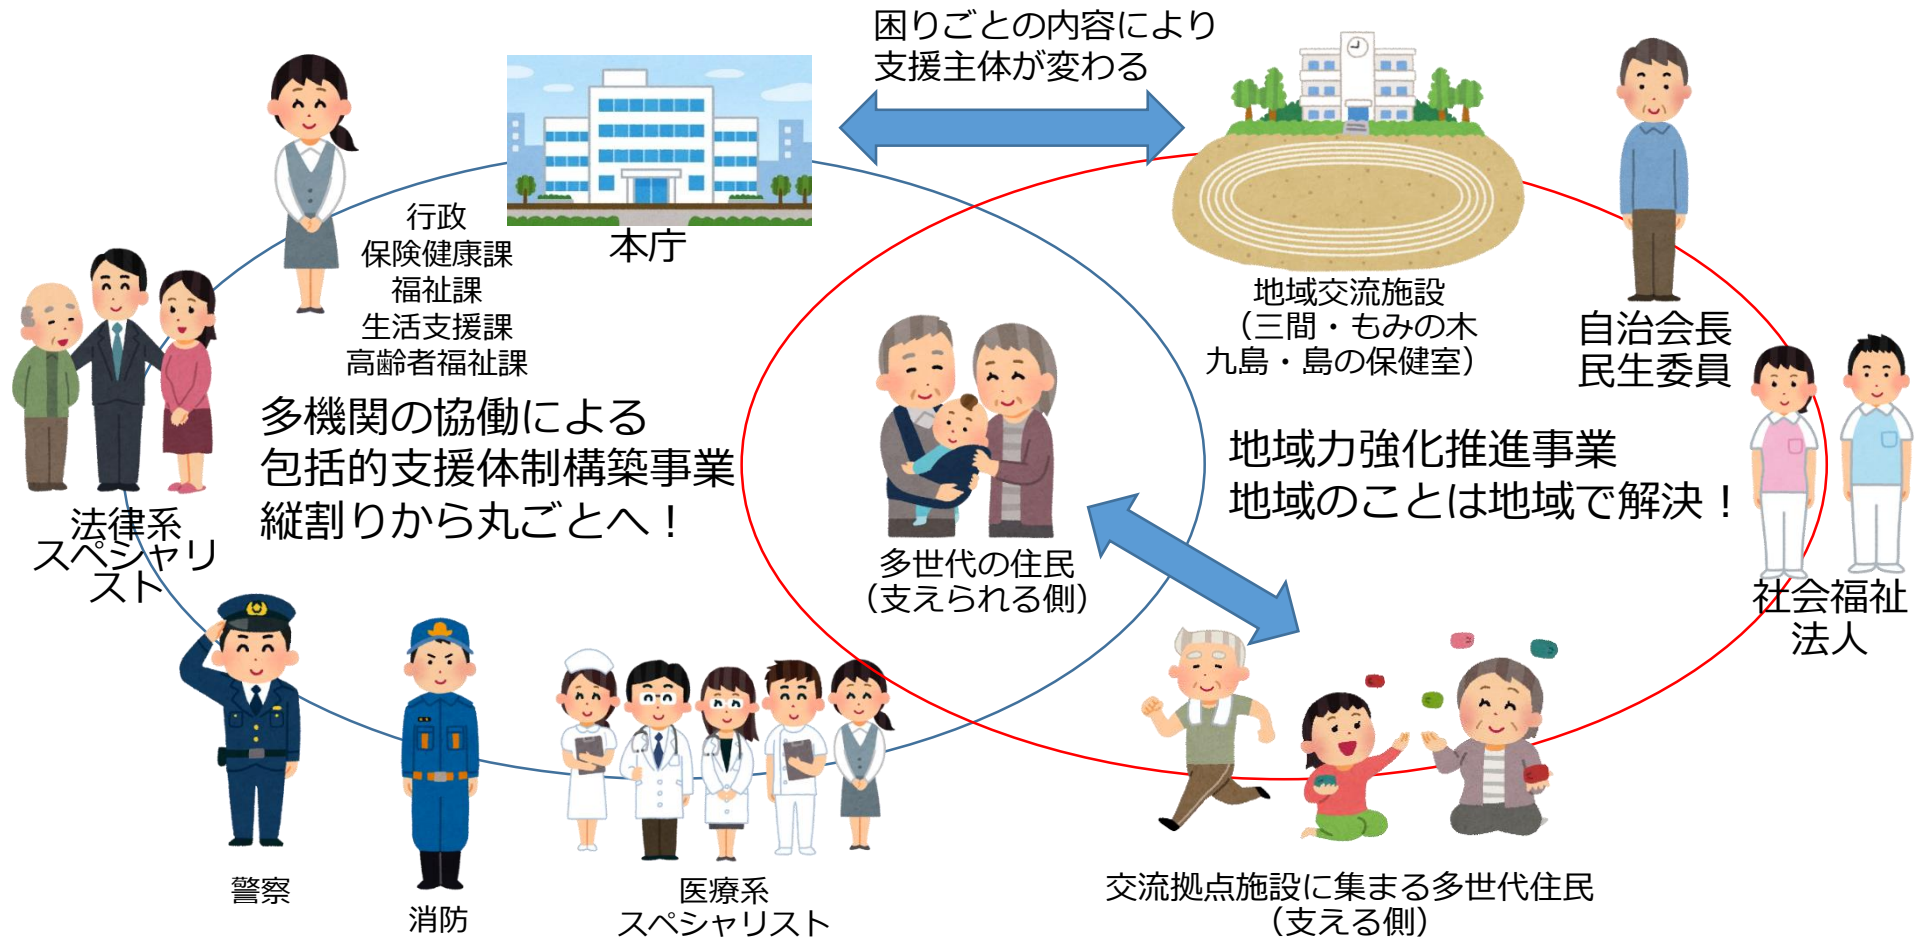 困りごとの内容により
支援主体が変わる
行政
保険健康課
福祉課
生活支援課
高齢者福祉課
本庁
地域交流施設
(三間・もみの木
九島・島の保健室)
自治会長
民生委員
多機関の協働による
包括的支援体制構築事業
縦割りから丸ごとへ!
地域力強化推進事業
地域のことは地域で解決!
法律系
スペシャリ
スト
多世代の住民
(支えられる側)
社会福祉
法人
警察
消防
医療系
スペシャリスト
交流拠点施設に集まる多世代住民
(支える側)